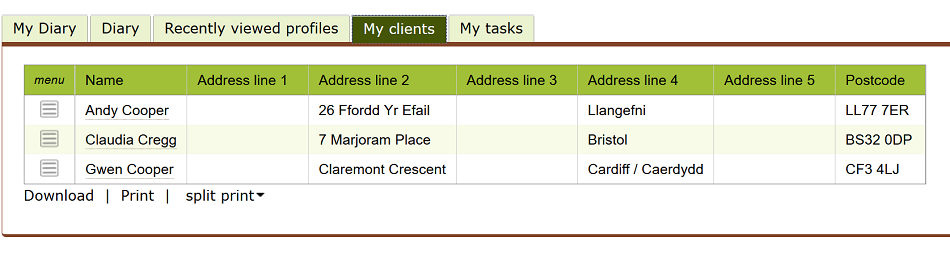 My Diary Diary Recently viewed profiles My clients My tasks
menu Name Address line 1 Address line 2 Address line 3 Address line 4 Address line 5 Postcode
Andy Cooper 26 Ffordd Yr Efail Llangefni LL77 7ER
Claudia Cregg 7 Marjoram Place Bristol BS32 0DP
Gwen Cooper Claremont Crescent Cardiff / Caerdydd CF3 4LJ
Download | Print | split print